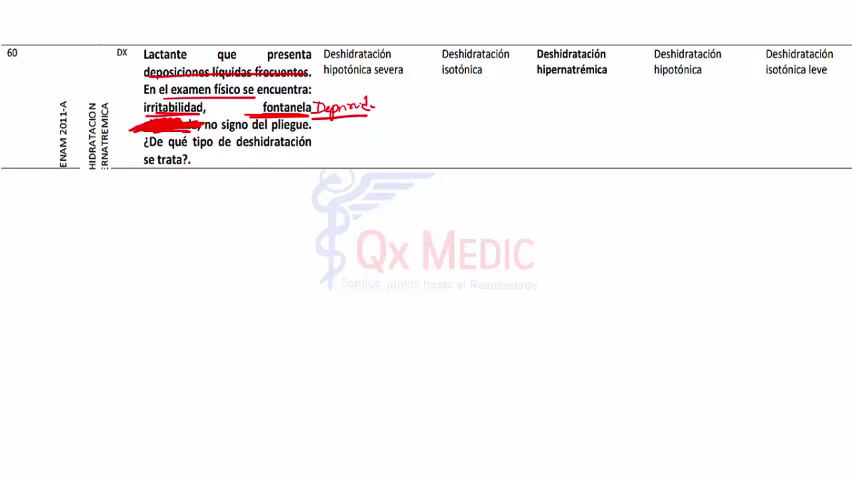 60
DX
Lactante que presenta
deposiciones líquidas frecuentes.
En el examen físico se encuentra:
irritabilidad, fontanela
no signo del pliegue.
¿De qué tipo de deshidratación
se trata?.
Deshidratación
hipotónica severa
Deshidratación
isotónica
Deshidratación
hipernatrémica
Deshidratación
hipotónica
Deshidratación
isotónica leve
ENAM 2011-A
HIDRATACION
ERNATREMICA
QX MEDIC
Contigo, juntos hasta el Residentado